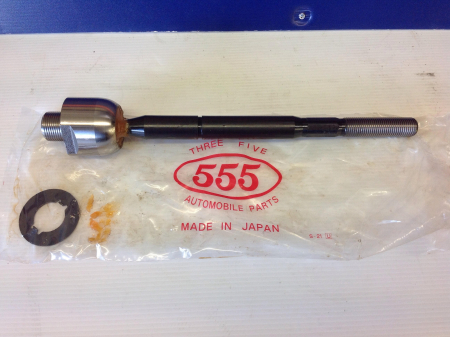 THREE FIVE
555
AUTOMOBILE PARTS
MADE IN JAPAN